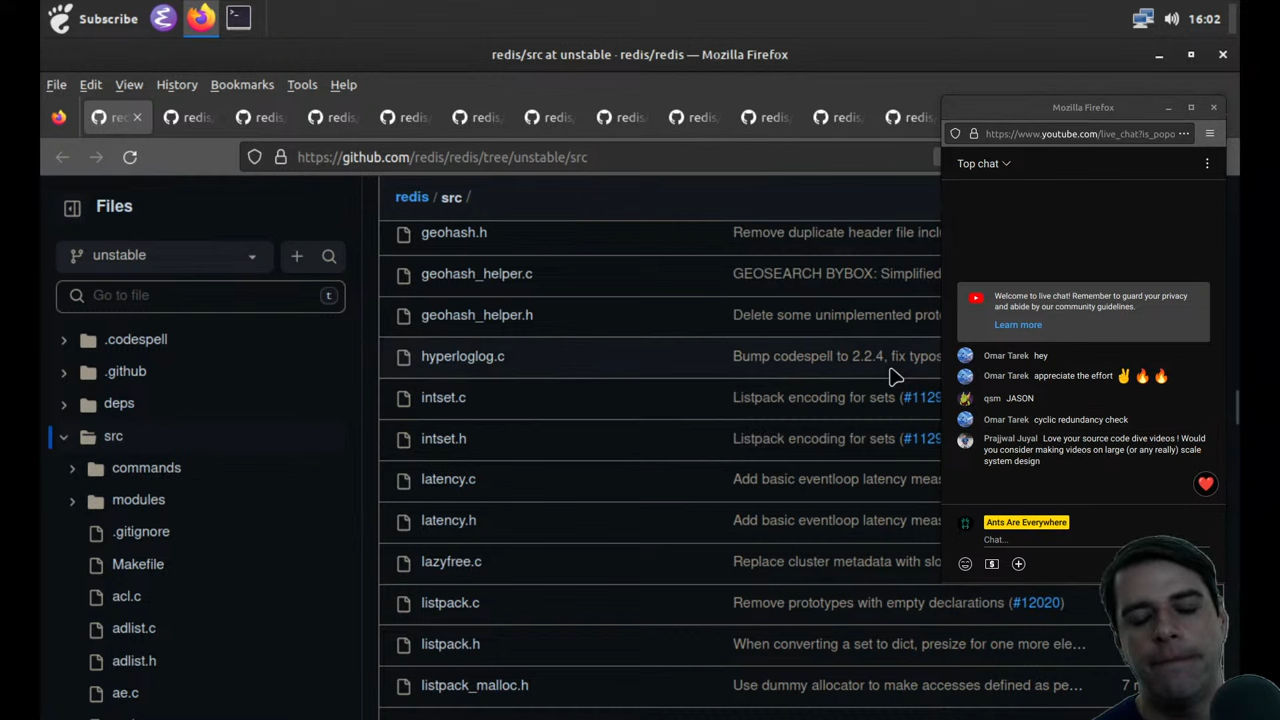 Subscribe
16:02
redis/src at unstable · redis/redis — Mozilla Firefox
File Edit View History Bookmarks Tools Help
https://github.com/redis/redis/tree/unstable/src
Files
unstable
Go to file
t
.codespell
.github
deps
src
commands
modules
.gitignore
Makefile
acl.c
adlist.c
adlist.h
ae.c
redis / src /
geohash.h Remove duplicate header file incl
geohash_helper.c GEOSEARCH BYBOX: Simplified
geohash_helper.h Delete some unimplemented prot
hyperloglog.c Bump codespell to 2.2.4, fix typos
intset.c Listpack encoding for sets (#1129
intset.h Listpack encoding for sets (#1129
latency.c Add basic eventloop latency mea
latency.h Add basic eventloop latency mea
lazyfree.c Replace cluster metadata with slo
listpack.c Remove prototypes with empty declarations (#12020)
listpack.h When converting a set to dict, presize for one more ele…
listpack_malloc.h Use dummy allocator to make accesses defined as pe… 7
Mozilla Firefox
https://www.youtube.com/live_chat?is_popo
Top chat
Welcome to live chat! Remember to guard your privacy
and abide by our community guidelines.
Learn more
Omar Tarek hey
Omar Tarek appreciate the effort ✌🔥🔥
qsm JASON
Omar Tarek cyclic redundancy check
Prajjwal Juyal Love your source code dive videos ! Would
you consider making videos on large (or any really) scale
system design
Ants Are Everywhere
Chat...